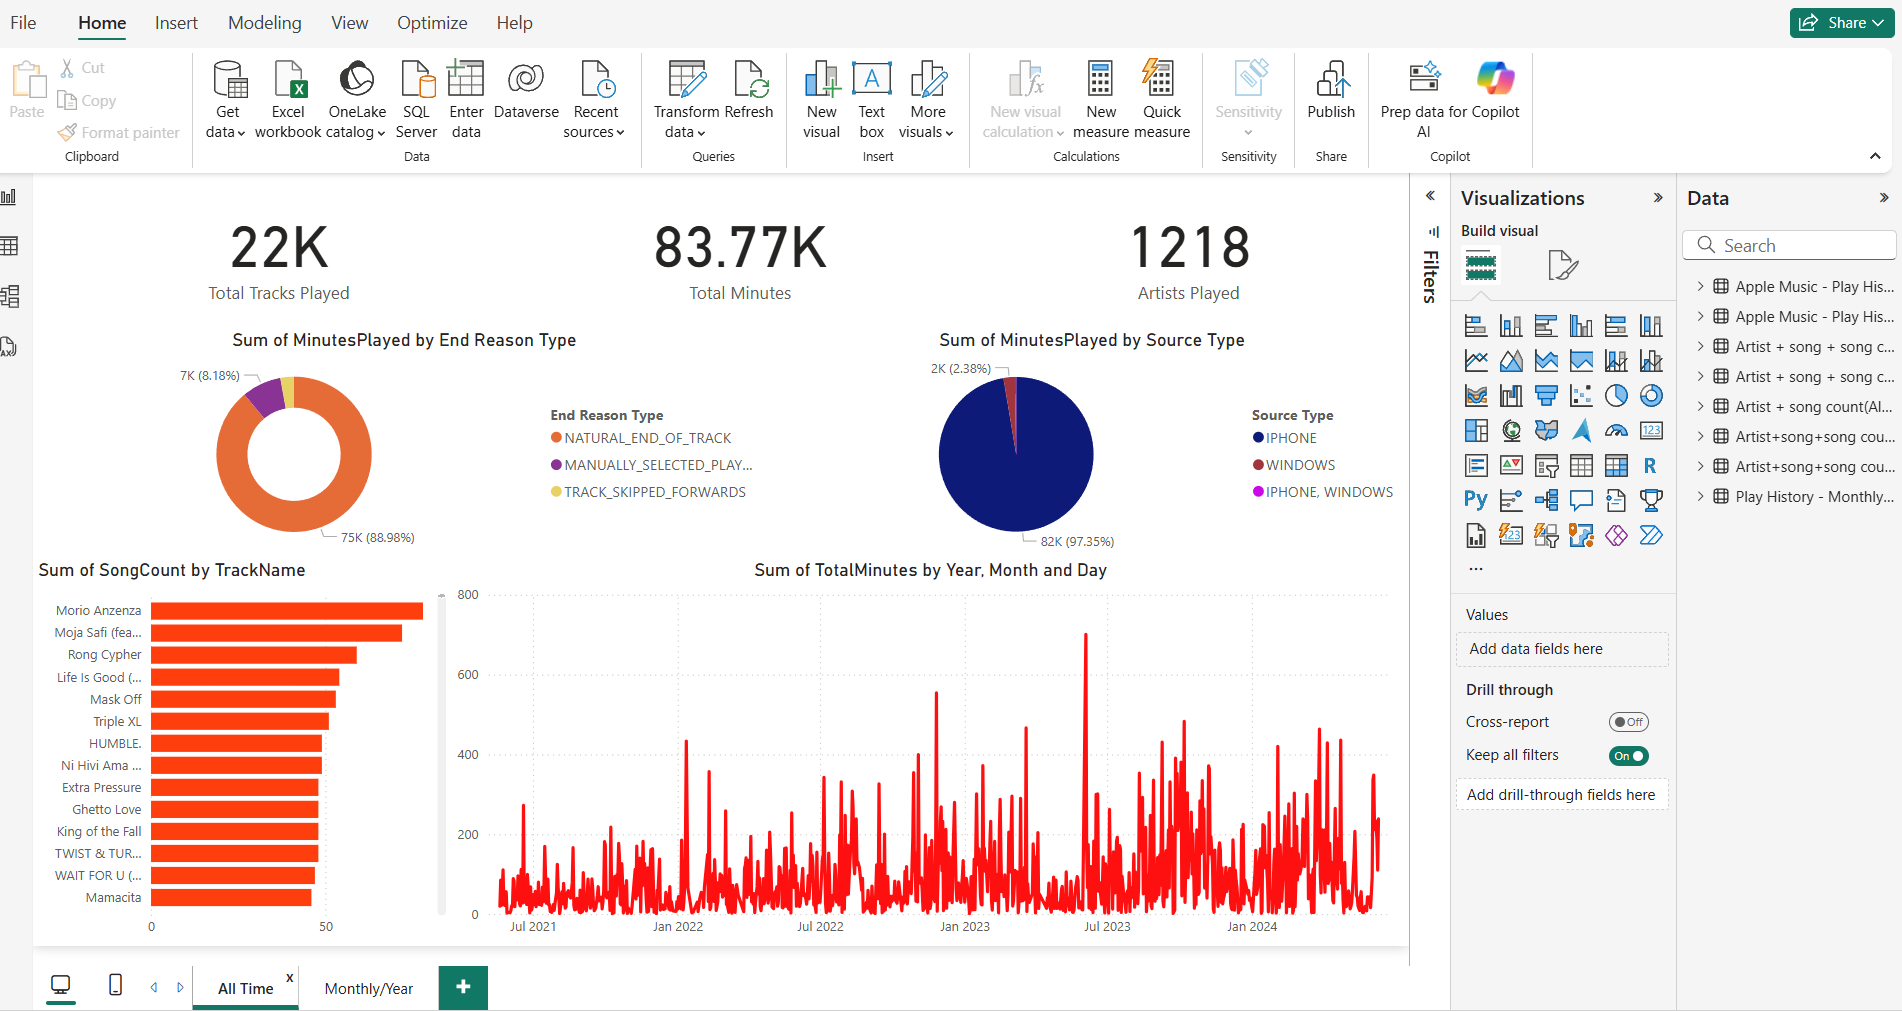 File Home Insert Modeling View Optimize Help
Share
Paste
Cut
Copy
Format painter
Clipboard
Get data
Excel workbook
OneLake catalog
SQL Server
Enter data
Dataverse
Recent sources
Data
Transform data
Refresh
Queries
New visual
Text box
More visuals
Insert
New visual calculation
New measure
Quick measure
Calculations
Sensitivity
Sensitivity
Publish
Share
Prep data for AI
Copilot
Copilot
22K
Total Tracks Played
83.77K
Total Minutes
1218
Artists Played
Sum of MinutesPlayed by End Reason Type
7K (8.18%)
75K (88.98%)
End Reason Type
NATURAL_END_OF_TRACK
MANUALLY_SELECTED_PLAY...
TRACK_SKIPPED_FORWARDS
Sum of MinutesPlayed by Source Type
2K (2.38%)
82K (97.35%)
Source Type
IPHONE
WINDOWS
IPHONE, WINDOWS
Sum of SongCount by TrackName
Morio Anzenza
Moja Safi (fea...
Rong Cypher
Life Is Good (...
Mask Off
Triple XL
HUMBLE.
Ni Hivi Ama ...
Extra Pressure
Ghetto Love
King of the Fall
TWIST & TUR...
WAIT FOR U (...
Mamacita
0 50
Sum of TotalMinutes by Year, Month and Day
800
600
400
200
0
Jul 2021 Jan 2022 Jul 2022 Jan 2023 Jul 2023 Jan 2024
All Time x
Monthly/Year
+
Filters
Visualizations
Build visual
123
R
Py
123
...
Values
Add data fields here
Drill through
Cross-report Off
Keep all filters On
Add drill-through fields here
Data
Search
Apple Music - Play His...
Apple Music - Play His...
Artist + song + song c...
Artist + song + song c...
Artist + song count(Al...
Artist+song+song cou...
Artist+song+song cou...
Play History - Monthly...